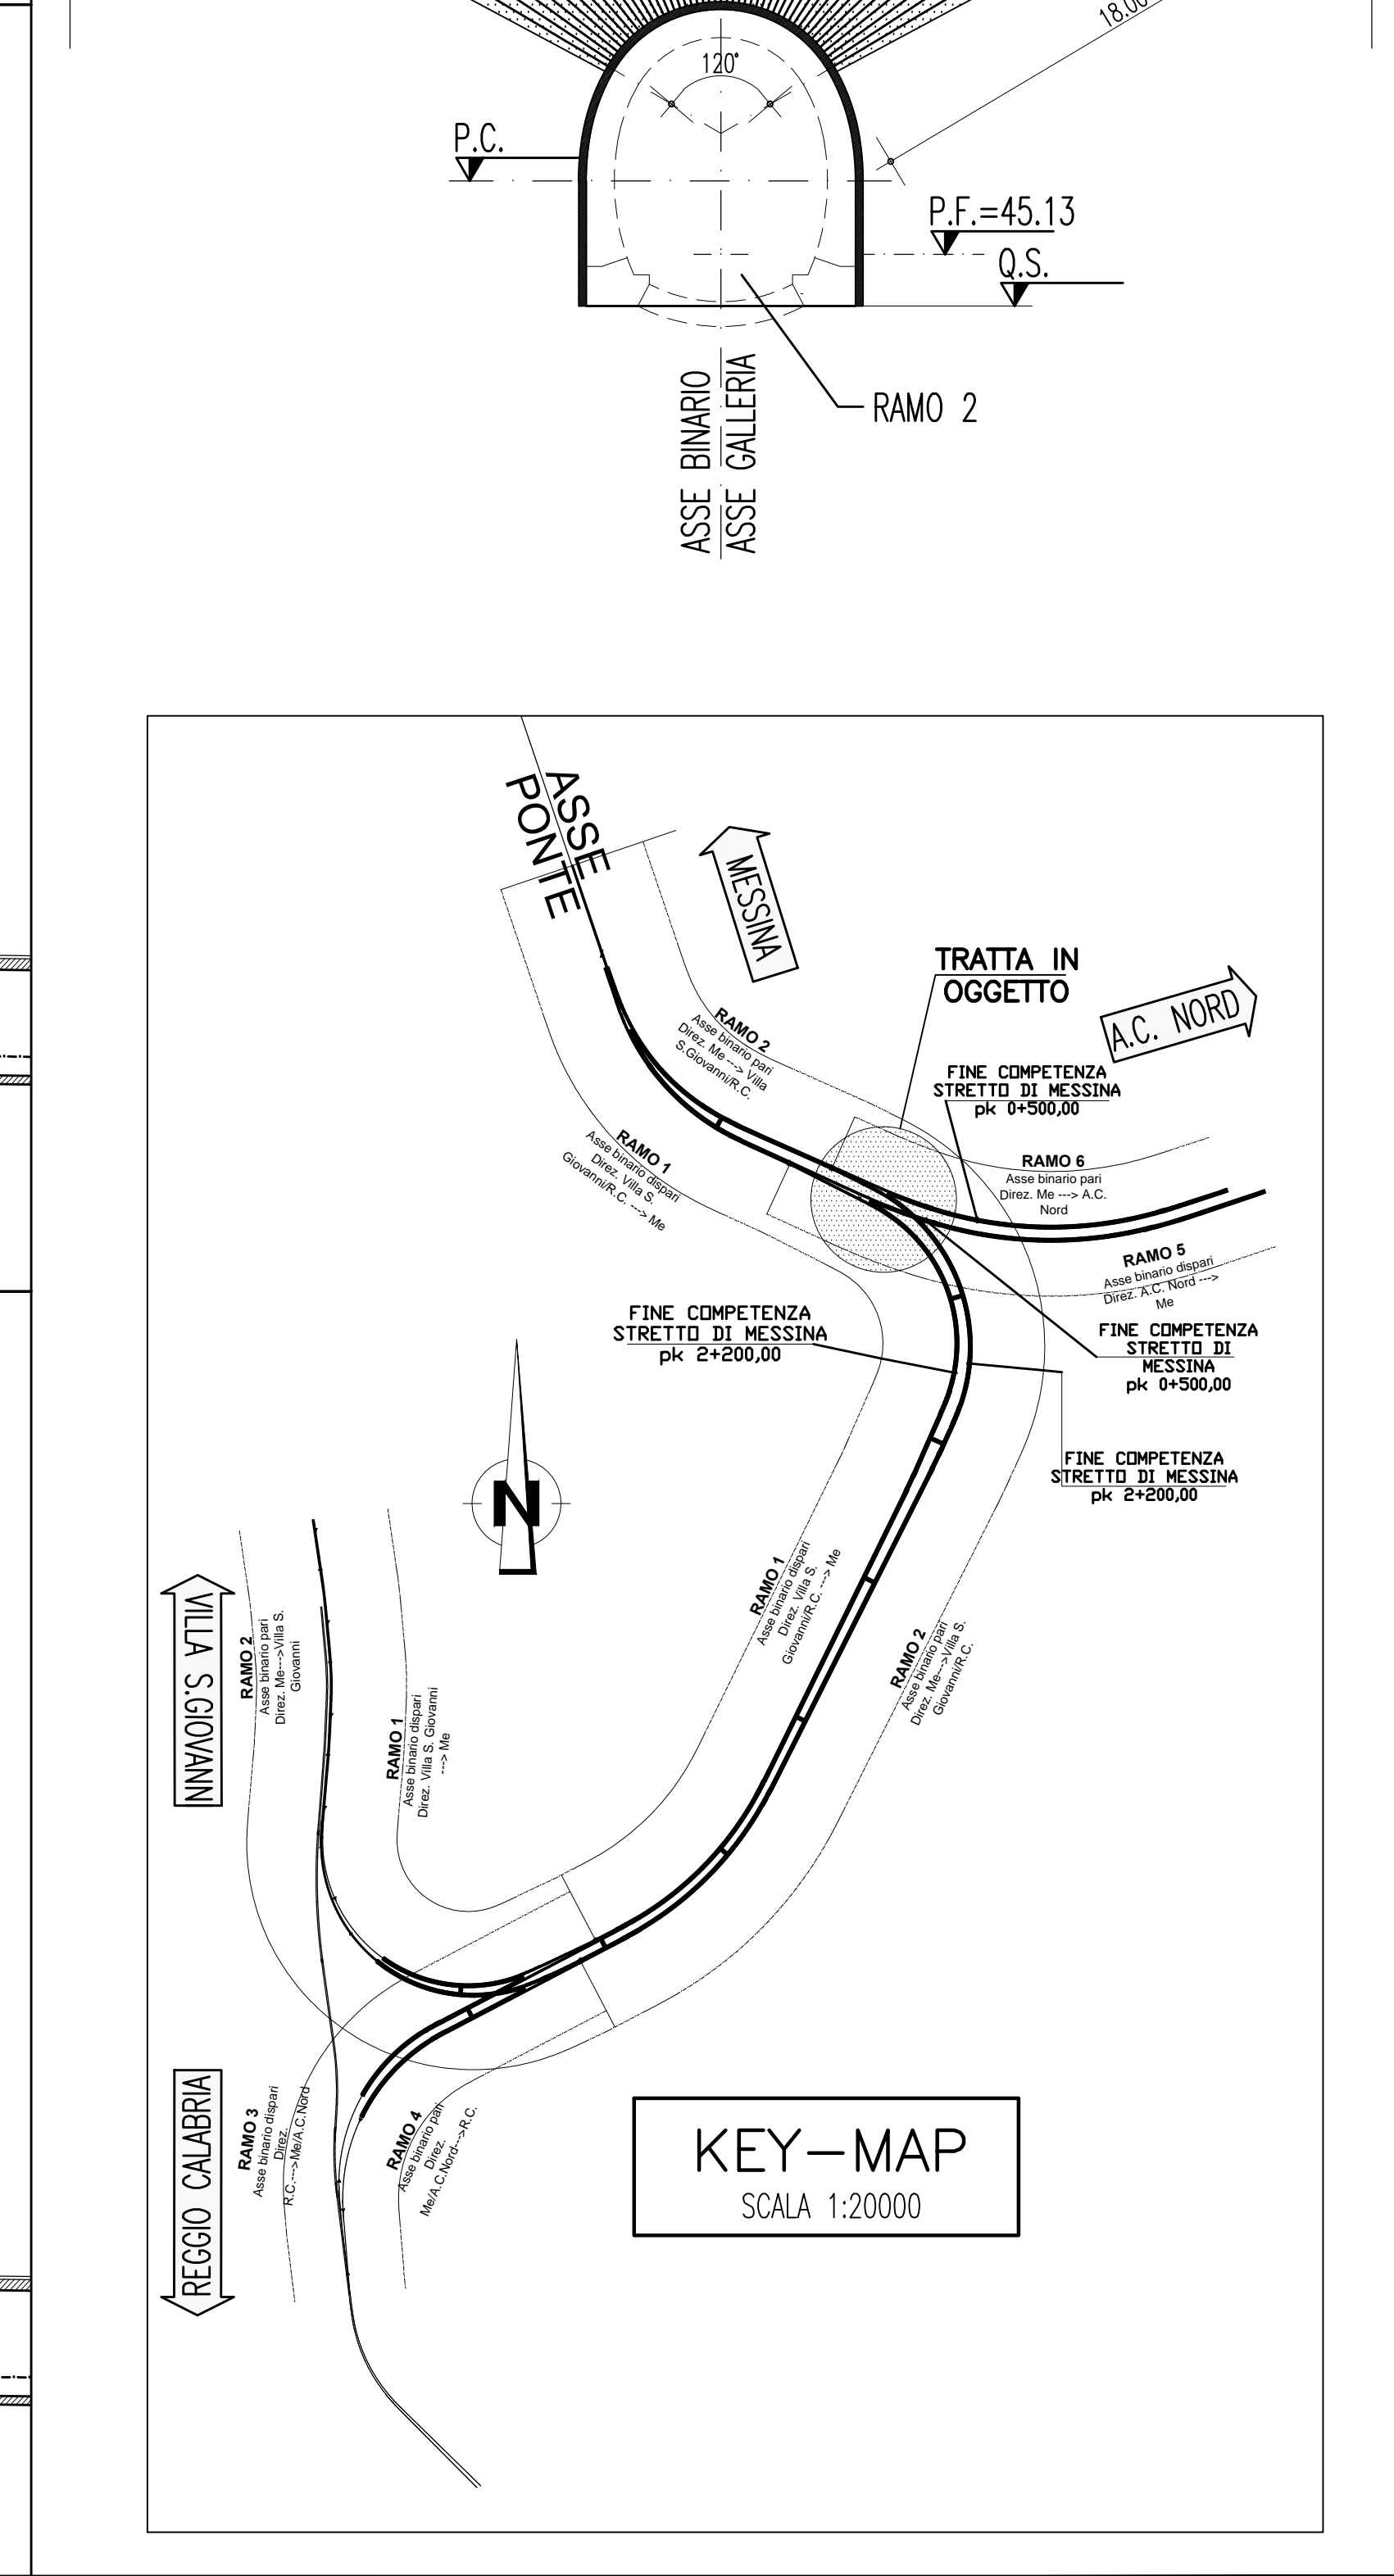 18.00
120°
P.C.
P.F.=45.13
Q.S.
RAMO 2
ASSE BINARIO
ASSE GALLERIA
ASSE
PONTE
MESSINA
TRATTA IN
OGGETTO
A.C. NORD
RAMO 2
Asse binario pari
Direz. Me ---> Villa
S.Giovanni/R.C.
FINE COMPETENZA
STRETTO DI MESSINA
pk 0+500,00
RAMO 1
Asse binario dispari
Direz. Villa S.
Giovanni/R.C. ---> Me
RAMO 6
Asse binario pari
Direz. Me ---> A.C.
Nord
RAMO 5
Asse binario dispari
Direz. A.C. Nord --->
Me
FINE COMPETENZA
STRETTO DI MESSINA
pk 2+200,00
FINE COMPETENZA
STRETTO DI
MESSINA
pk 0+500,00
FINE COMPETENZA
STRETTO DI MESSINA
pk 2+200,00
N
VILLA S.GIOVANNI
RAMO 2
Asse binario pari
Direz. Me--->Villa S.
Giovanni
RAMO 1
Asse binario dispari
Direz. Villa S. Giovanni
---> Me
RAMO 1
Asse binario dispari
Direz. Villa S.
Giovanni/R.C. ---> Me
RAMO 2
Asse binario pari
Direz. Me--->Villa S.
Giovanni/R.C.
REGGIO CALABRIA
RAMO 3
Asse binario dispari
Direz.
R.C.--->Me/A.C.Nord
RAMO 4
Asse binario pari
Direz.
Me/A.C.Nord--->R.C.
KEY-MAP
SCALA 1:20000